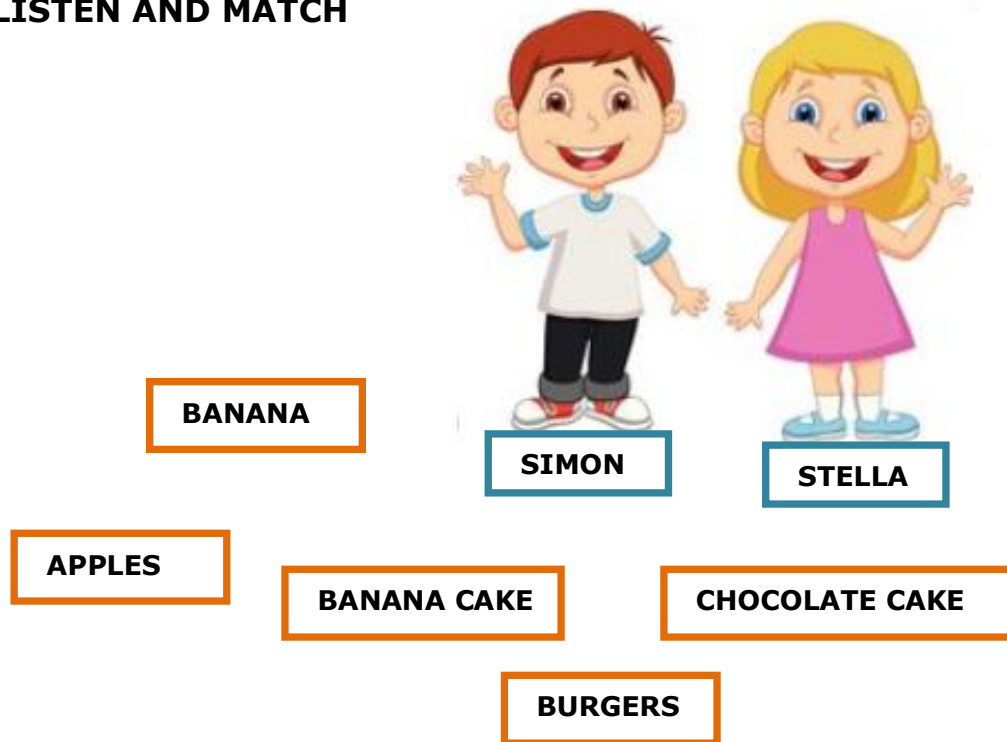 LISTEN AND MATCH
BANANA
SIMON
STELLA
APPLES
BANANA CAKE
CHOCOLATE CAKE
BURGERS